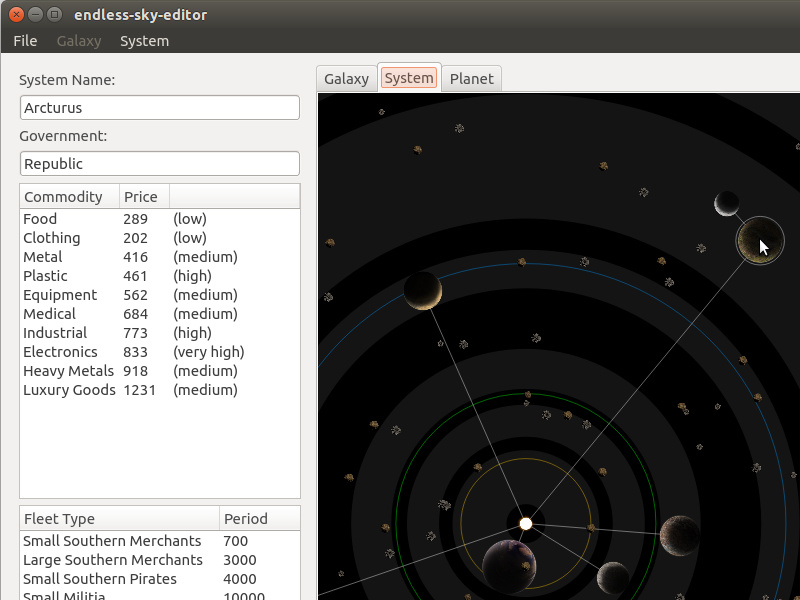 endless-sky-editor
File Galaxy System
System Name:
Arcturus
Government:
Republic
Galaxy System Planet
Commodity Price
Food 289 (low)
Clothing 202 (low)
Metal 416 (medium)
Plastic 461 (high)
Equipment 562 (medium)
Medical 684 (medium)
Industrial 773 (high)
Electronics 833 (very high)
Heavy Metals 918 (medium)
Luxury Goods 1231 (medium)
Fleet Type Period
Small Southern Merchants 700
Large Southern Merchants 3000
Small Southern Pirates 4000
Small Militia 10000